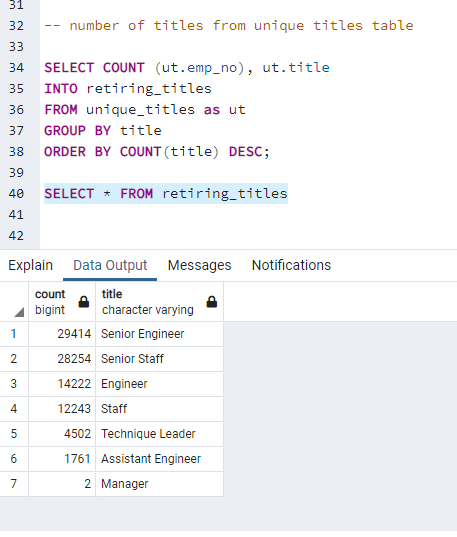 31
32 -- number of titles from unique titles table
33
34 SELECT COUNT (ut.emp_no), ut.title
35 INTO retiring_titles
36 FROM unique_titles as ut
37 GROUP BY title
38 ORDER BY COUNT(title) DESC;
39
40 SELECT * FROM retiring_titles
41
42
Explain Data Output Messages Notifications
count title
bigint character varying
1 29414 Senior Engineer
2 28254 Senior Staff
3 14222 Engineer
4 12243 Staff
5 4502 Technique Leader
6 1761 Assistant Engineer
7 2 Manager